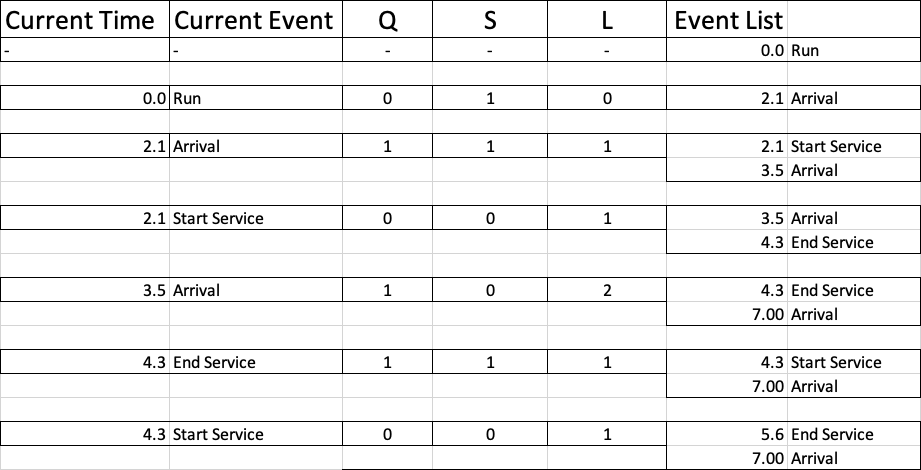 Current Time Current Event Q S L Event List
- - - - - 0.0 Run
0.0 Run 0 1 0 2.1 Arrival
2.1 Arrival 1 1 1 2.1 Start Service
3.5 Arrival
2.1 Start Service 0 0 1 3.5 Arrival
4.3 End Service
3.5 Arrival 1 0 2 4.3 End Service
7.00 Arrival
4.3 End Service 1 1 1 4.3 Start Service
7.00 Arrival
4.3 Start Service 0 0 1 5.6 End Service
7.00 Arrival